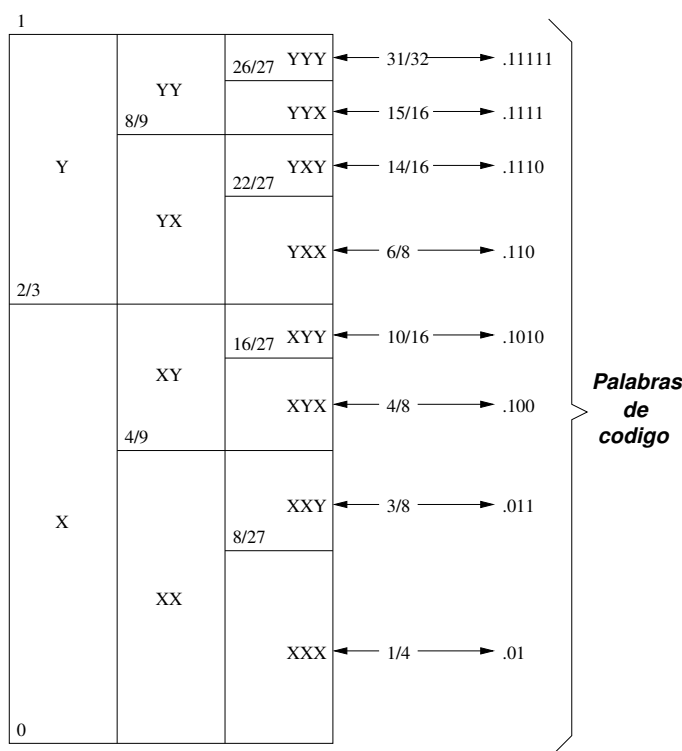 1
26/27 YYY 31/32 .11111
YY
8/9 YYX 15/16 .1111
Y YXY 14/16 .1110
22/27
YX
YXX 6/8 .110
2/3
16/27 XYY 10/16 .1010
XY
Palabras
de
codigo
XYX 4/8 .100
4/9
X XXY 3/8 .011
8/27
XX
XXX 1/4 .01
0